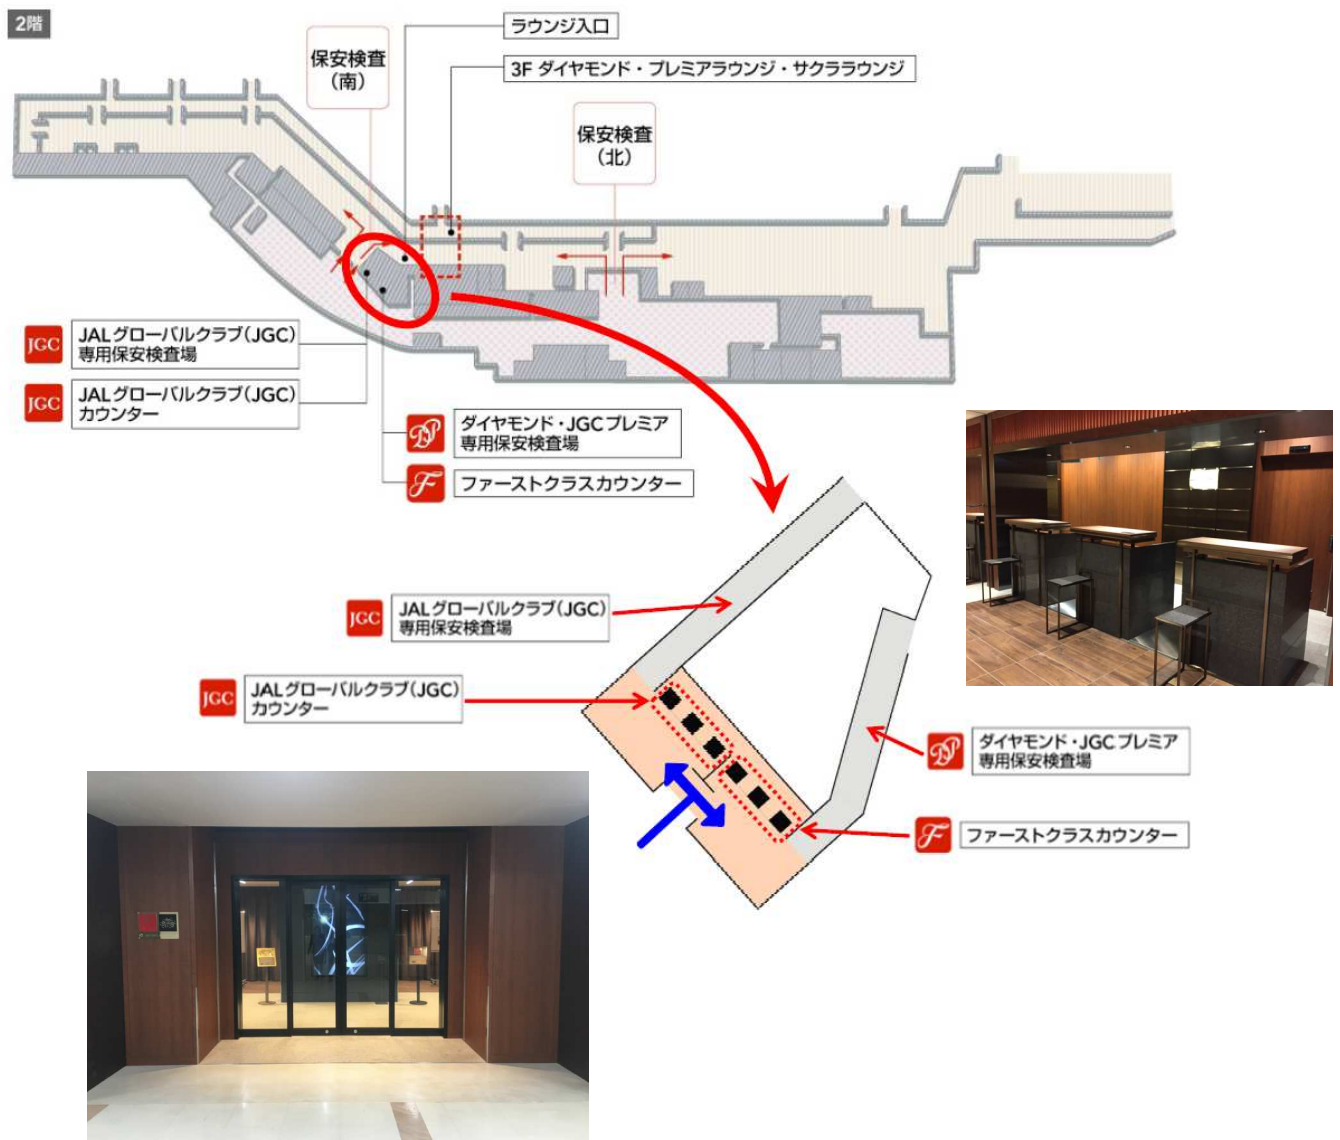 2階
ラウンジ入口
保安検査
(南)
3F ダイヤモンド・プレミアラウンジ・サクララウンジ
保安検査
(北)
JGC
JALグローバルクラブ(JGC)
専用保安検査場
JGC
JALグローバルクラブ(JGC)
カウンター
DP
ダイヤモンド・JGCプレミア
専用保安検査場
F
ファーストクラスカウンター
JGC
JALグローバルクラブ(JGC)
専用保安検査場
JGC
JALグローバルクラブ(JGC)
カウンター
DP
ダイヤモンド・JGCプレミア
専用保安検査場
F
ファーストクラスカウンター